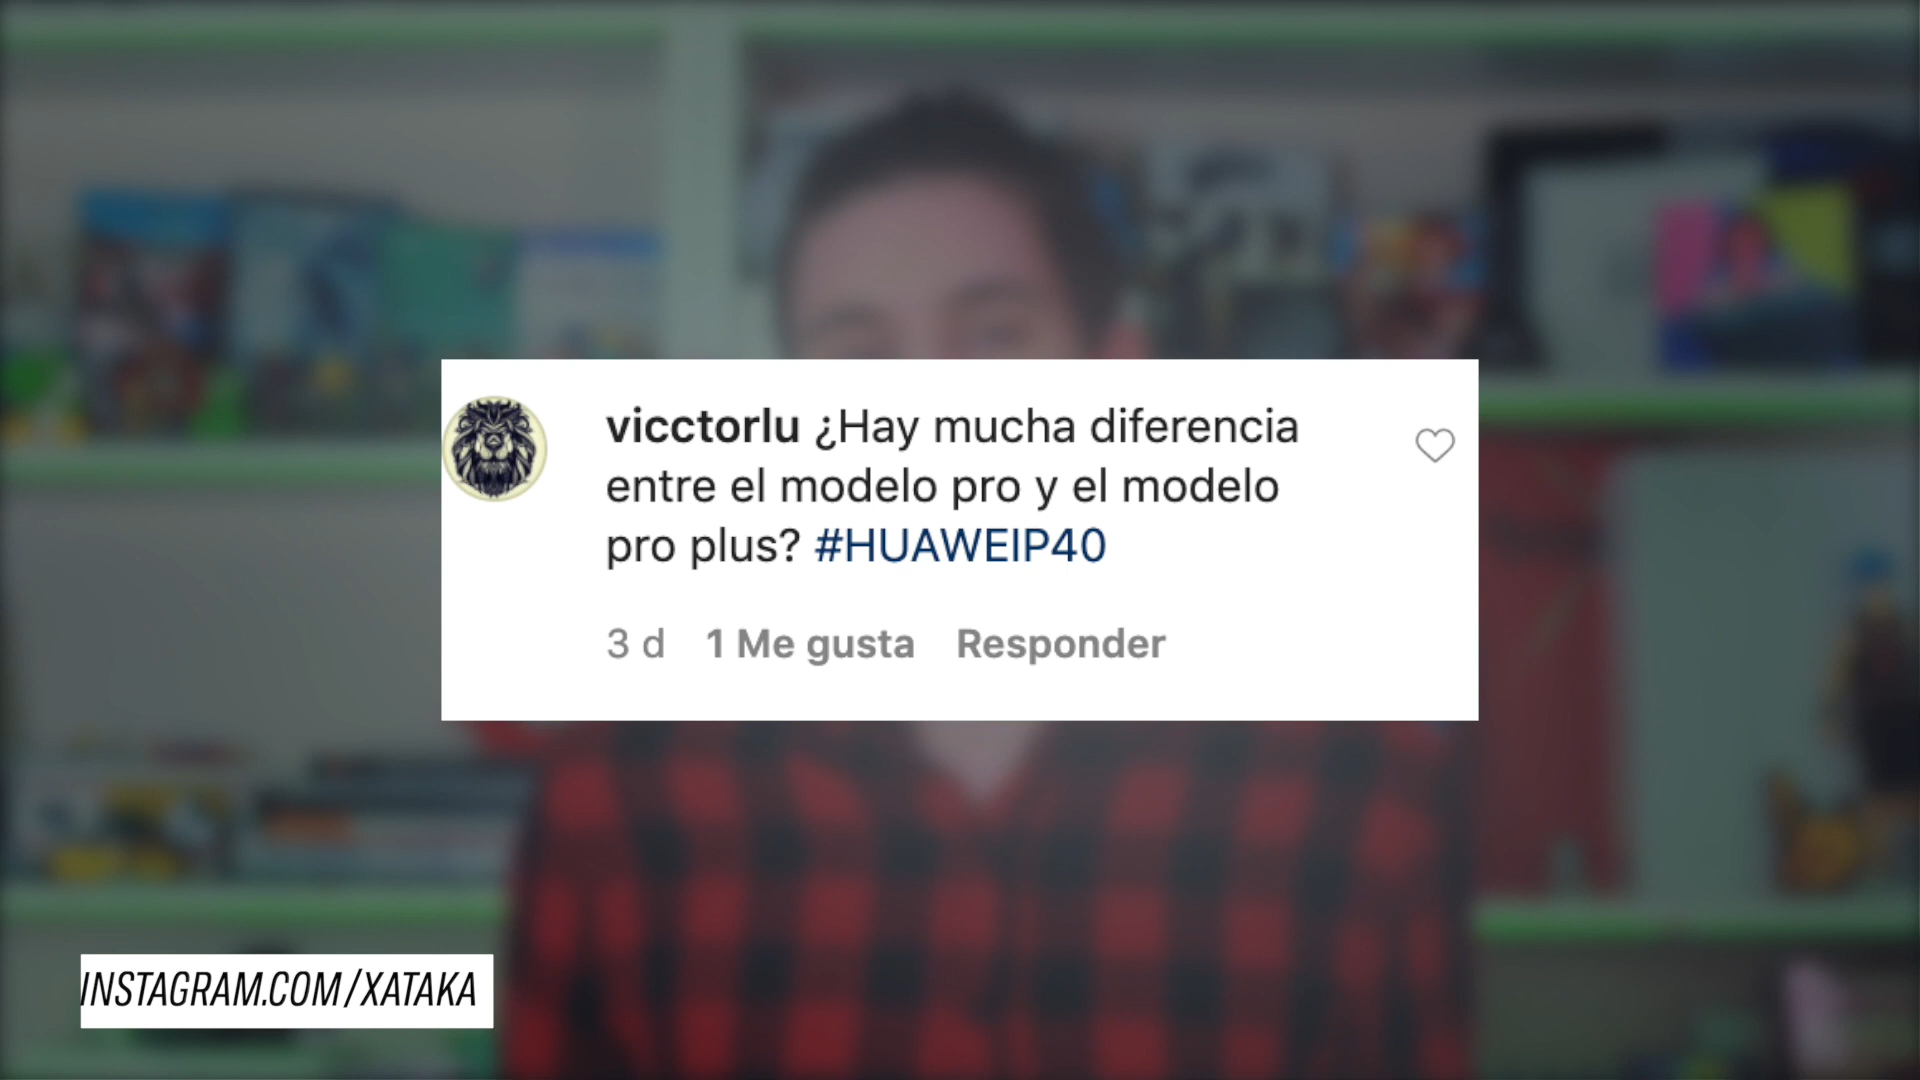 vicctorlu ¿Hay mucha diferencia
entre el modelo pro y el modelo
pro plus? #HUAWEIP40
3 d 1 Me gusta Responder
INSTAGRAM.COM/XATAKA